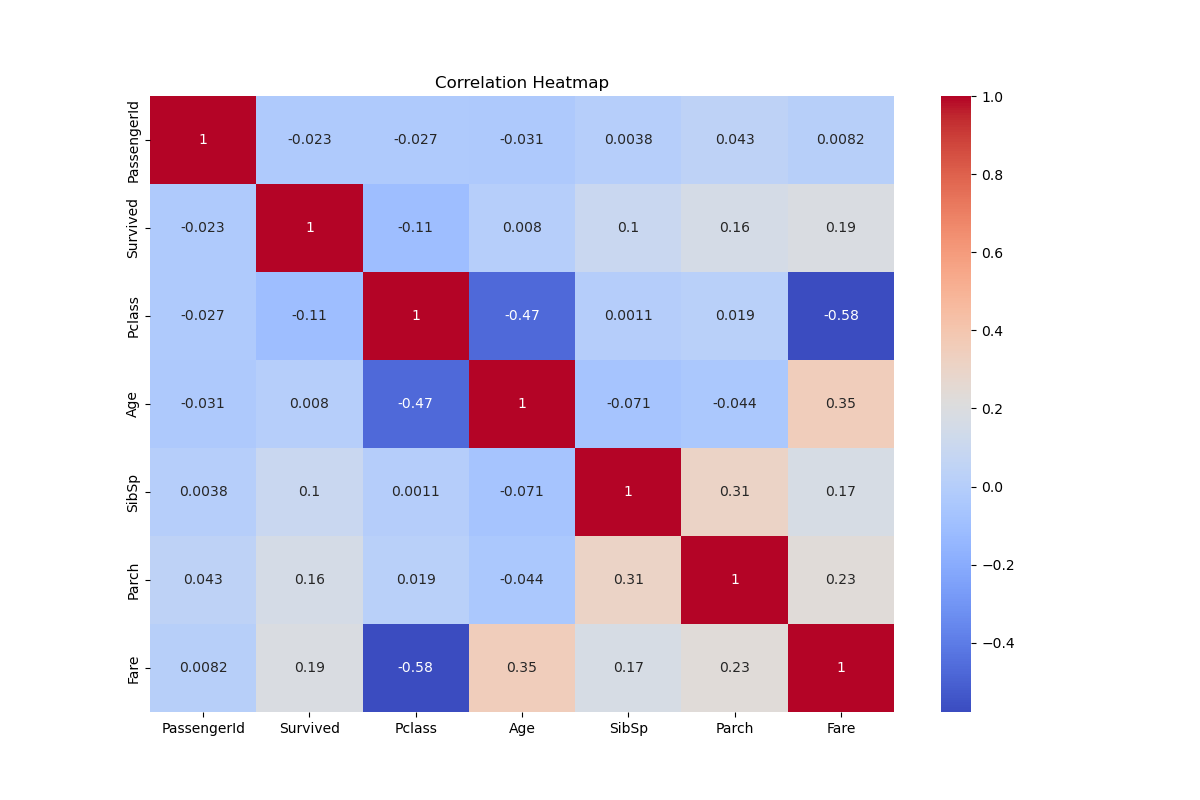 Correlation Heatmap
PassengerId 1 -0.023 -0.027 -0.031 0.0038 0.043 0.0082
Survived -0.023 1 -0.11 0.008 0.1 0.16 0.19
Pclass -0.027 -0.11 1 -0.47 0.0011 0.019 -0.58
Age -0.031 0.008 -0.47 1 -0.071 -0.044 0.35
SibSp 0.0038 0.1 0.0011 -0.071 1 0.31 0.17
Parch 0.043 0.16 0.019 -0.044 0.31 1 0.23
Fare 0.0082 0.19 -0.58 0.35 0.17 0.23 1
PassengerId Survived Pclass Age SibSp Parch Fare
1.0
0.8
0.6
0.4
0.2
0.0
−0.2
−0.4